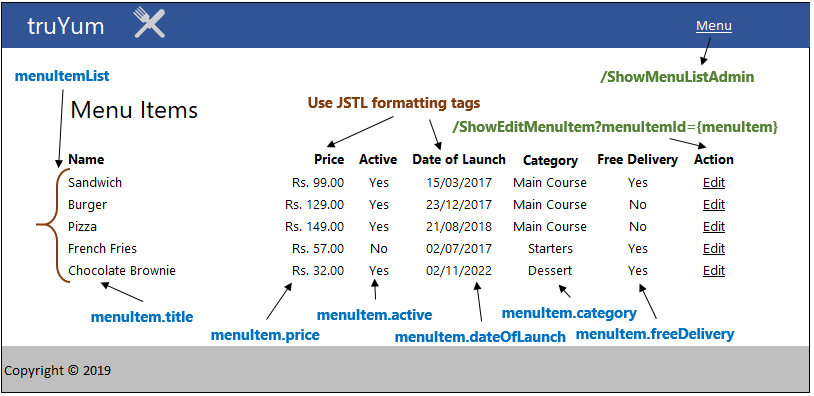 truYum Menu
menuItemList /ShowMenuListAdmin
Menu Items Use JSTL formatting tags
/ShowEditMenuItem?menuItemId={menuItem}
Name Price Active Date of Launch Category Free Delivery Action
Sandwich Rs. 99.00 Yes 15/03/2017 Main Course Yes Edit
Burger Rs. 129.00 Yes 23/12/2017 Main Course No Edit
Pizza Rs. 149.00 Yes 21/08/2018 Main Course No Edit
French Fries Rs. 57.00 No 02/07/2017 Starters Yes Edit
Chocolate Brownie Rs. 32.00 Yes 02/11/2022 Dessert Yes Edit
menuItem.title menuItem.active menuItem.category
menuItem.price menuItem.dateOfLaunch menuItem.freeDelivery
Copyright © 2019